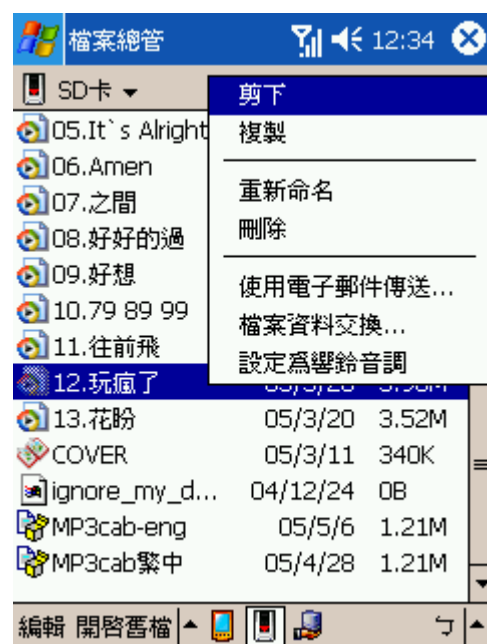 檔案總管 12:34
SD卡
剪下
05.It`s Alright
複製
06.Amen
07.之間
重新命名
08.好好的過
刪除
09.好想
使用電子郵件傳送...
10.79 89 99
檔案資料交換...
11.往前飛
設定爲響鈴音調
12.玩瘋了
13.花盼 05/3/20 3.52M
COVER 05/3/11 340K
ignore_my_d... 04/12/24 0B
MP3cab-eng 05/5/6 1.21M
MP3cab繁中 05/4/28 1.21M
編輯 開啓舊檔 ㄅ